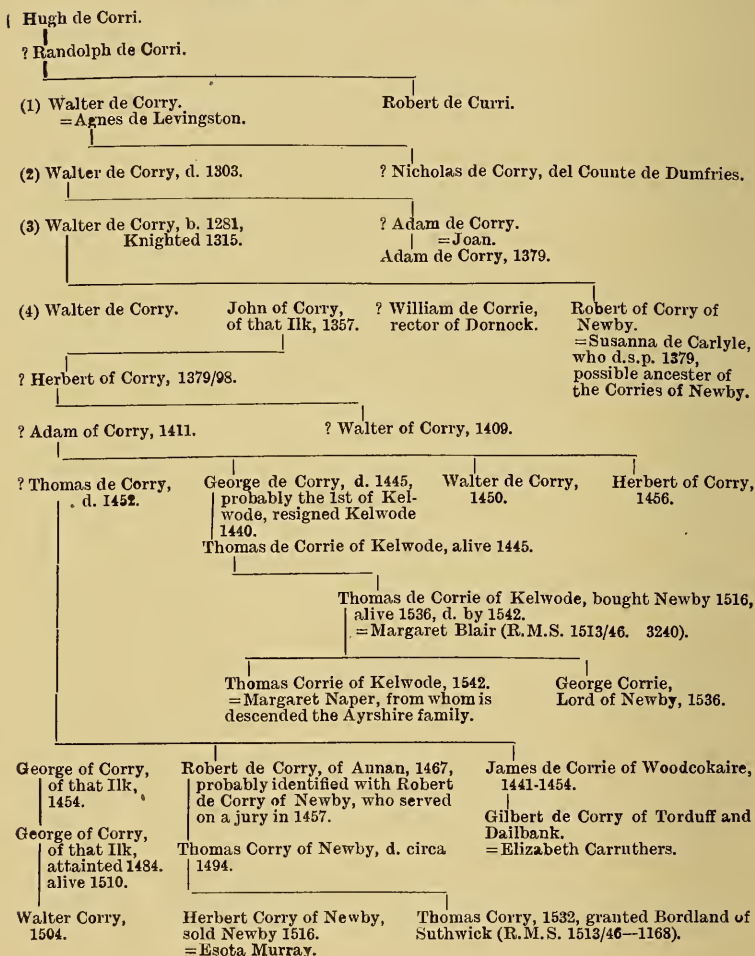 Hugh de Corri.
? Randolph de Corri.
(1) Walter de Corry.
=Agnes de Levingston.
Robert de Curri.
(2) Walter de Corry, d. 1303.
? Nicholas de Corry, del Counte de Dumfries.
(3) Walter de Corry, b. 1281,
Knighted 1315.
? Adam de Corry.
=Joan.
Adam de Corry, 1379.
(4) Walter de Corry.
John of Corry,
of that Ilk, 1357.
? William de Corrie,
rector of Dornock.
Robert of Corry of
Newby.
=Susanna de Carlyle,
who d.s.p. 1379,
possible ancester of
the Corries of Newby.
? Herbert of Corry, 1379/98.
? Adam of Corry, 1411.
? Walter of Corry, 1409.
? Thomas de Corry,
d. 1452.
George de Corry, d. 1445,
probably the 1st of Kel-
wode, resigned Kelwode
1440.
Thomas de Corrie of Kelwode, alive 1445.
Walter de Corry,
1450.
Herbert of Corry,
1456.
Thomas de Corrie of Kelwode, bought Newby 1516,
alive 1536, d. by 1542.
=Margaret Blair (R.M.S. 1513/46. 3240).
Thomas Corrie of Kelwode, 1542.
=Margaret Naper, from whom is
descended the Ayrshire family.
George Corrie,
Lord of Newby, 1536.
George of Corry,
of that Ilk,
1454.
George of Corry,
of that Ilk,
attainted 1484.
alive 1510.
Walter Corry,
1504.
Robert de Corry, of Annan, 1467,
probably identified with Robert
de Corry of Newby, who served
on a jury in 1457.
Thomas Corry of Newby, d. circa
1494.
Herbert Corry of Newby,
sold Newby 1516.
=Esota Murray.
James de Corrie of Woodcokaire,
1441-1454.
Gilbert de Corry of Torduff and
Dailbank.
=Elizabeth Carruthers.
Thomas Corry, 1532, granted Bordland of
Suthwick (R.M.S. 1513/46—1168).